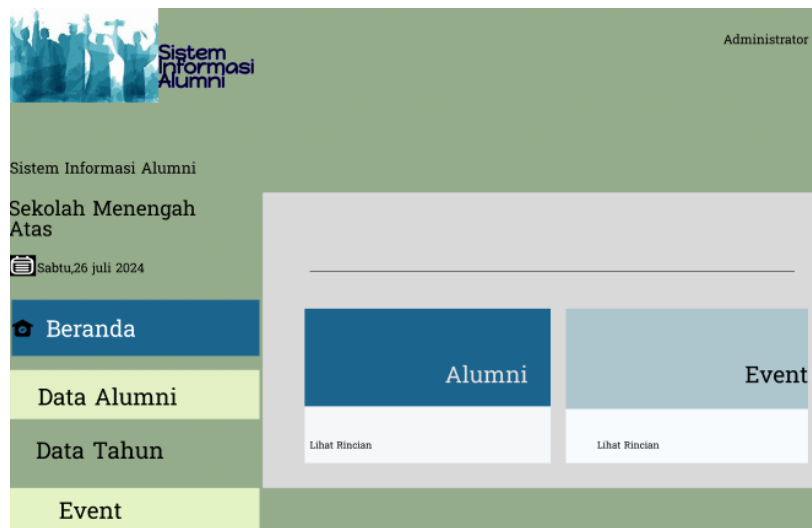 Sistem
Informasi
Alumni
Administrator
Sistem Informasi Alumni
Sekolah Menengah
Atas
Sabtu,26 juli 2024
Beranda
Data Alumni
Data Tahun
Event
Alumni
Lihat Rincian
Event
Lihat Rincian